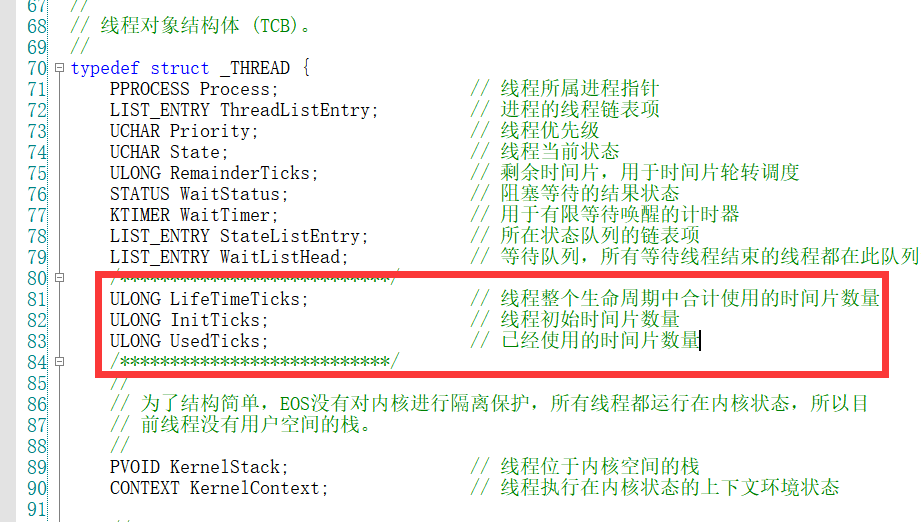 67 //
68 // 线程对象结构体 (TCB)。
69 //
70 typedef struct _THREAD {
71 PPROCESS Process; // 线程所属进程指针
72 LIST_ENTRY ThreadListEntry; // 进程的线程链表项
73 UCHAR Priority; // 线程优先级
74 UCHAR State; // 线程当前状态
75 ULONG RemainderTicks; // 剩余时间片，用于时间片轮转调度
76 STATUS WaitStatus; // 阻塞等待的结果状态
77 KTIMER WaitTimer; // 用于有限等待唤醒的计时器
78 LIST_ENTRY StateListEntry; // 所在状态队列的链表项
79 LIST_ENTRY WaitListHead; // 等待队列，所有等待线程结束的线程都在此队列
80 /***************************/
81 ULONG LifeTimeTicks; // 线程整个生命周期中合计使用的时间片数量
82 ULONG InitTicks; // 线程初始时间片数量
83 ULONG UsedTicks; // 已经使用的时间片数量
84 /***************************/
85 //
86 // 为了结构简单，EOS没有对内核进行隔离保护，所有线程都运行在内核状态，所以目
87 // 前线程没有用户空间的栈。
88 //
89 PVOID KernelStack; // 线程位于内核空间的栈
90 CONTEXT KernelContext; // 线程执行在内核状态的上下文环境状态
91